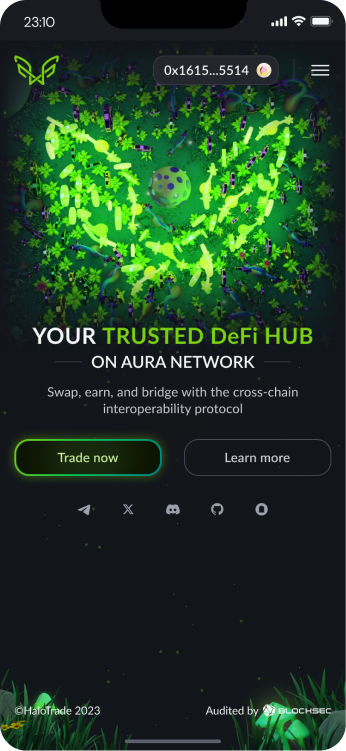 23:10
0x1615...5514
YOUR TRUSTED DeFi HUB
ON AURA NETWORK
Swap, earn, and bridge with the cross-chain
interoperability protocol
Trade now
Learn more
©HaloTrade 2023
Audited by BLOCKSEC